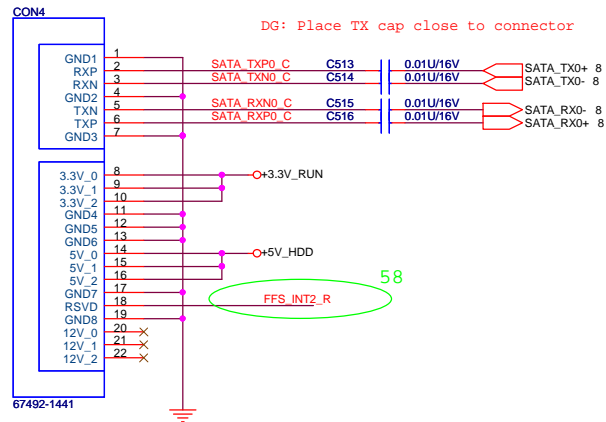 CON4
DG: Place TX cap close to connector
GND1 1
RXP 2 SATA_TXP0_C C513 0.01U/16V SATA_TX0+ 8
RXN 3 SATA_TXN0_C C514 0.01U/16V SATA_TX0- 8
GND2 4
TXN 5 SATA_RXN0_C C515 0.01U/16V SATA_RX0- 8
TXP 6 SATA_RXP0_C C516 0.01U/16V SATA_RX0+ 8
GND3 7
3.3V_0 8 +3.3V_RUN
3.3V_1 9
3.3V_2 10
GND4 11
GND5 12
GND6 13
5V_0 14 +5V_HDD
5V_1 15
5V_2 16 58
GND7 17
RSVD 18 FFS_INT2_R
GND8 19
12V_0 20
12V_1 21
12V_2 22
67492-1441